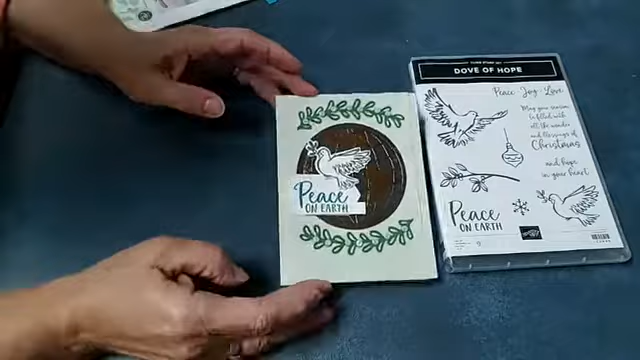 Peace
ON EARTH
DOVE OF HOPE
Peace · Joy · Love
May your season
is filled with
all the wonder
and blessings of
Christmas
and hope
in your heart
Peace
ON EARTH